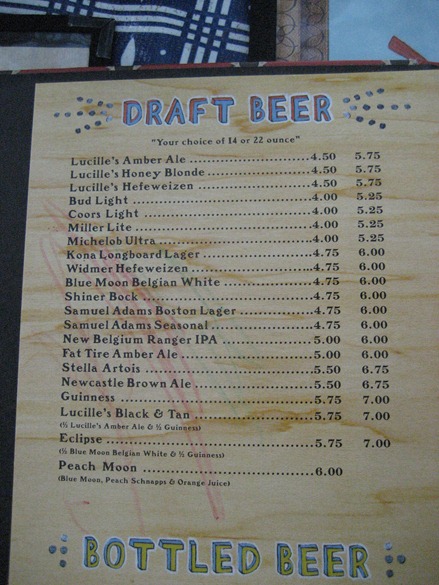 DRAFT BEER
"Your choice of 14 or 22 ounce"
Lucille's Amber Ale ..............................4.50 5.75
Lucille's Honey Blonde ..........................4.50 5.75
Lucille's Hefeweizen .............................4.50 5.75
Bud Light ..........................................4.00 5.25
Coors Light ........................................4.00 5.25
Miller Lite .........................................4.00 5.25
Michelob Ultra ....................................4.00 5.25
Kona Longboard Lager ..........................4.75 6.00
Widmer Hefeweizen .............................4.75 6.00
Blue Moon Belgian White ......................4.75 6.00
Shiner Bock .......................................4.75 6.00
Samuel Adams Boston Lager ..................4.75 6.00
Samuel Adams Seasonal ........................4.75 6.00
New Belgium Ranger IPA ......................5.00 6.00
Fat Tire Amber Ale ..............................5.00 6.00
Stella Artois .......................................5.50 6.75
Newcastle Brown Ale ............................5.50 6.75
Guinness ...........................................5.75 7.00
Lucille's Black & Tan ............................5.75 7.00
(½ Lucille's Amber Ale & ½ Guinness)
Eclipse ..............................................5.75 7.00
(½ Blue Moon Belgian White & ½ Guinness)
Peach Moon .......................................6.00
(Blue Moon, Peach Schnapps & Orange Juice)
BOTTLED BEER